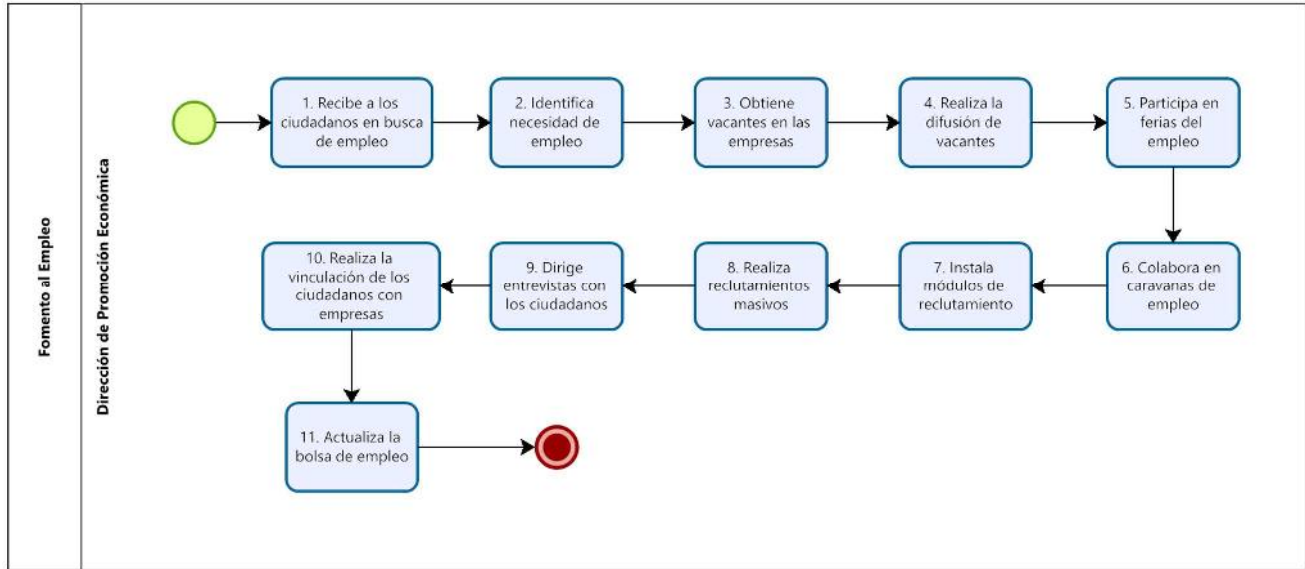 Fomento al Empleo
Dirección de Promoción Económica
1. Recibe a los
ciudadanos en busca
de empleo
2. Identifica
necesidad de
empleo
3. Obtiene
vacantes en las
empresas
4. Realiza la
difusión de
vacantes
5. Participa en
ferias del
empleo
6. Colabora en
caravanas de
empleo
7. Instala
módulos de
reclutamiento
8. Realiza
reclutamientos
masivos
9. Dirige
entrevistas con
los ciudadanos
10. Realiza la
vinculación de los
ciudadanos con
empresas
11. Actualiza la
bolsa de empleo